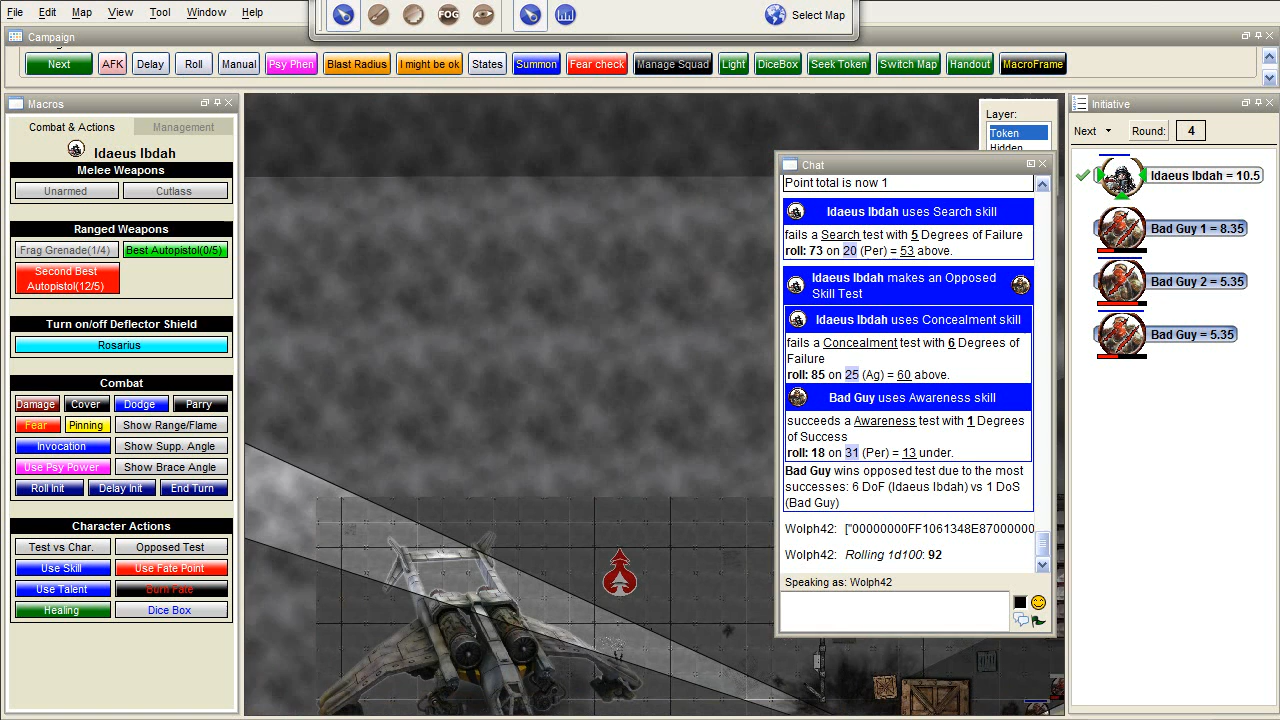 File Edit Map View Tool Window Help
FOG
Select Map
Campaign
Next AFK Delay Roll Manual Psy Phen Blast Radius I might be ok States Summon Fear check Manage Squad Light DiceBox Seek Token Switch Map Handout MacroFrame
Macros
Combat & Actions Management
Idaeus Ibdah
Melee Weapons
Unarmed Cutlass
Ranged Weapons
Frag Grenade(1/4) Best Autopistol(0/5)
Second Best
Autopistol(12/5)
Turn on/off Deflector Shield
Rosarius
Combat
Damage Cover Dodge Parry
Fear Pinning Show Range/Flame
Invocation Show Supp. Angle
Use Psy Power Show Brace Angle
Roll Init Delay Init End Turn
Character Actions
Test vs Char. Opposed Test
Use Skill Use Fate Point
Use Talent Burn Fate
Healing Dice Box
Layer:
Token
Hidden
Chat
Point total is now 1
Idaeus Ibdah uses Search skill
fails a Search test with 5 Degrees of Failure
roll: 73 on 20 (Per) = 53 above.
Idaeus Ibdah makes an Opposed
Skill Test
Idaeus Ibdah uses Concealment skill
fails a Concealment test with 6 Degrees of
Failure
roll: 85 on 25 (Ag) = 60 above.
Bad Guy uses Awareness skill
succeeds a Awareness test with 1 Degrees
of Success
roll: 18 on 31 (Per) = 13 under.
Bad Guy wins opposed test due to the most
successes: 6 DoF (Idaeus Ibdah) vs 1 DoS
(Bad Guy)
Wolph42: ["00000000FF1061348E87000000
Wolph42: Rolling 1d100: 92
Speaking as: Wolph42
Initiative
Next Round: 4
Idaeus Ibdah = 10.5
Bad Guy 1 = 8.35
Bad Guy 2 = 5.35
Bad Guy = 5.35